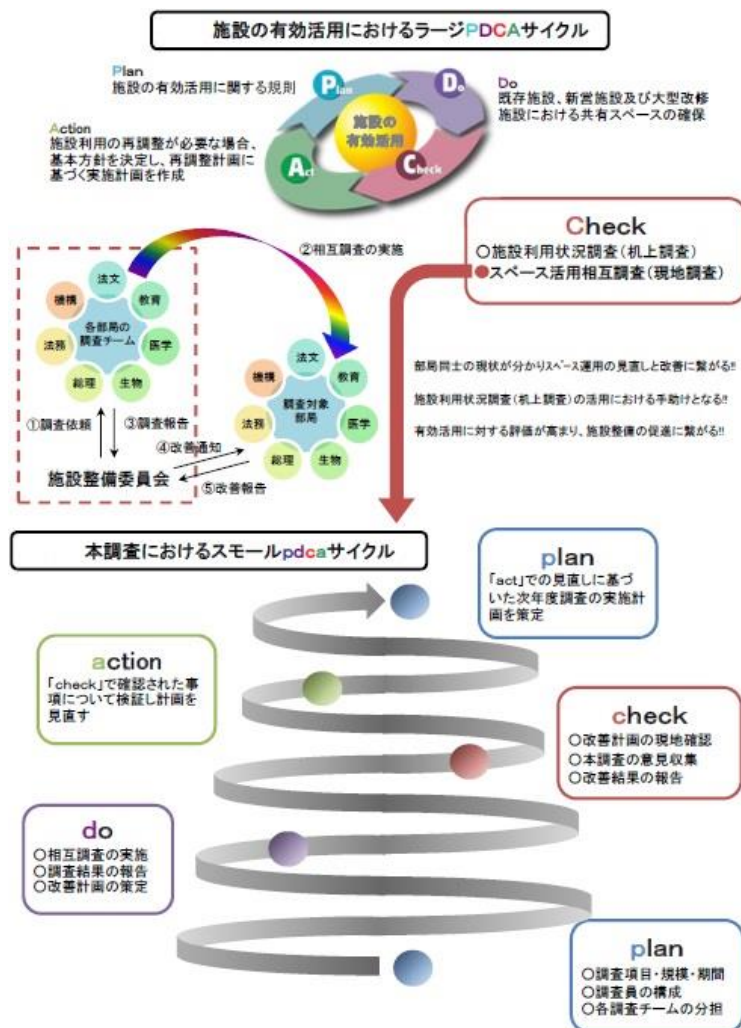 施設の有効活用におけるラージPDCAサイクル
Plan
施設の有効活用に関する規則
Action
施設利用の再調整が必要な場合、
基本方針を決定し、再調整計画に
基づく実施計画を作成
Plan
Do
施設の
有効活用
Act
Check
Do
既存施設、新営施設及び大型改修
施設における共有スペースの確保
Check
○施設利用状況調査(机上調査)
●スペース活用相互調査(現地調査)
②相互調査の実施
法文
機構
教育
各部局の
調査チーム
法務
医学
総理
生物
①調査依頼
③調査報告
施設整備委員会
④改善通知
⑤改善報告
法文
機構
教育
調査対象
部局
法務
医学
総理
生物
部局同士の現状が分かりスペース運用の見直しと改善に繋がる!!
施設利用状況調査(机上調査)の活用における手助けとなる!!
有効活用に対する評価が高まり、施設整備の促進に繋がる!!
本調査におけるスモールpdcaサイクル
plan
「act」での見直しに基づ
いた次年度調査の実施計
画を策定
action
「check」で確認された事
項について検証し計画を
見直す
check
○改善計画の現地確認
○本調査の意見収集
○改善結果の報告
do
○相互調査の実施
○調査結果の報告
○改善計画の策定
plan
○調査項目・規模・期間
○調査員の構成
○各調査チームの分担